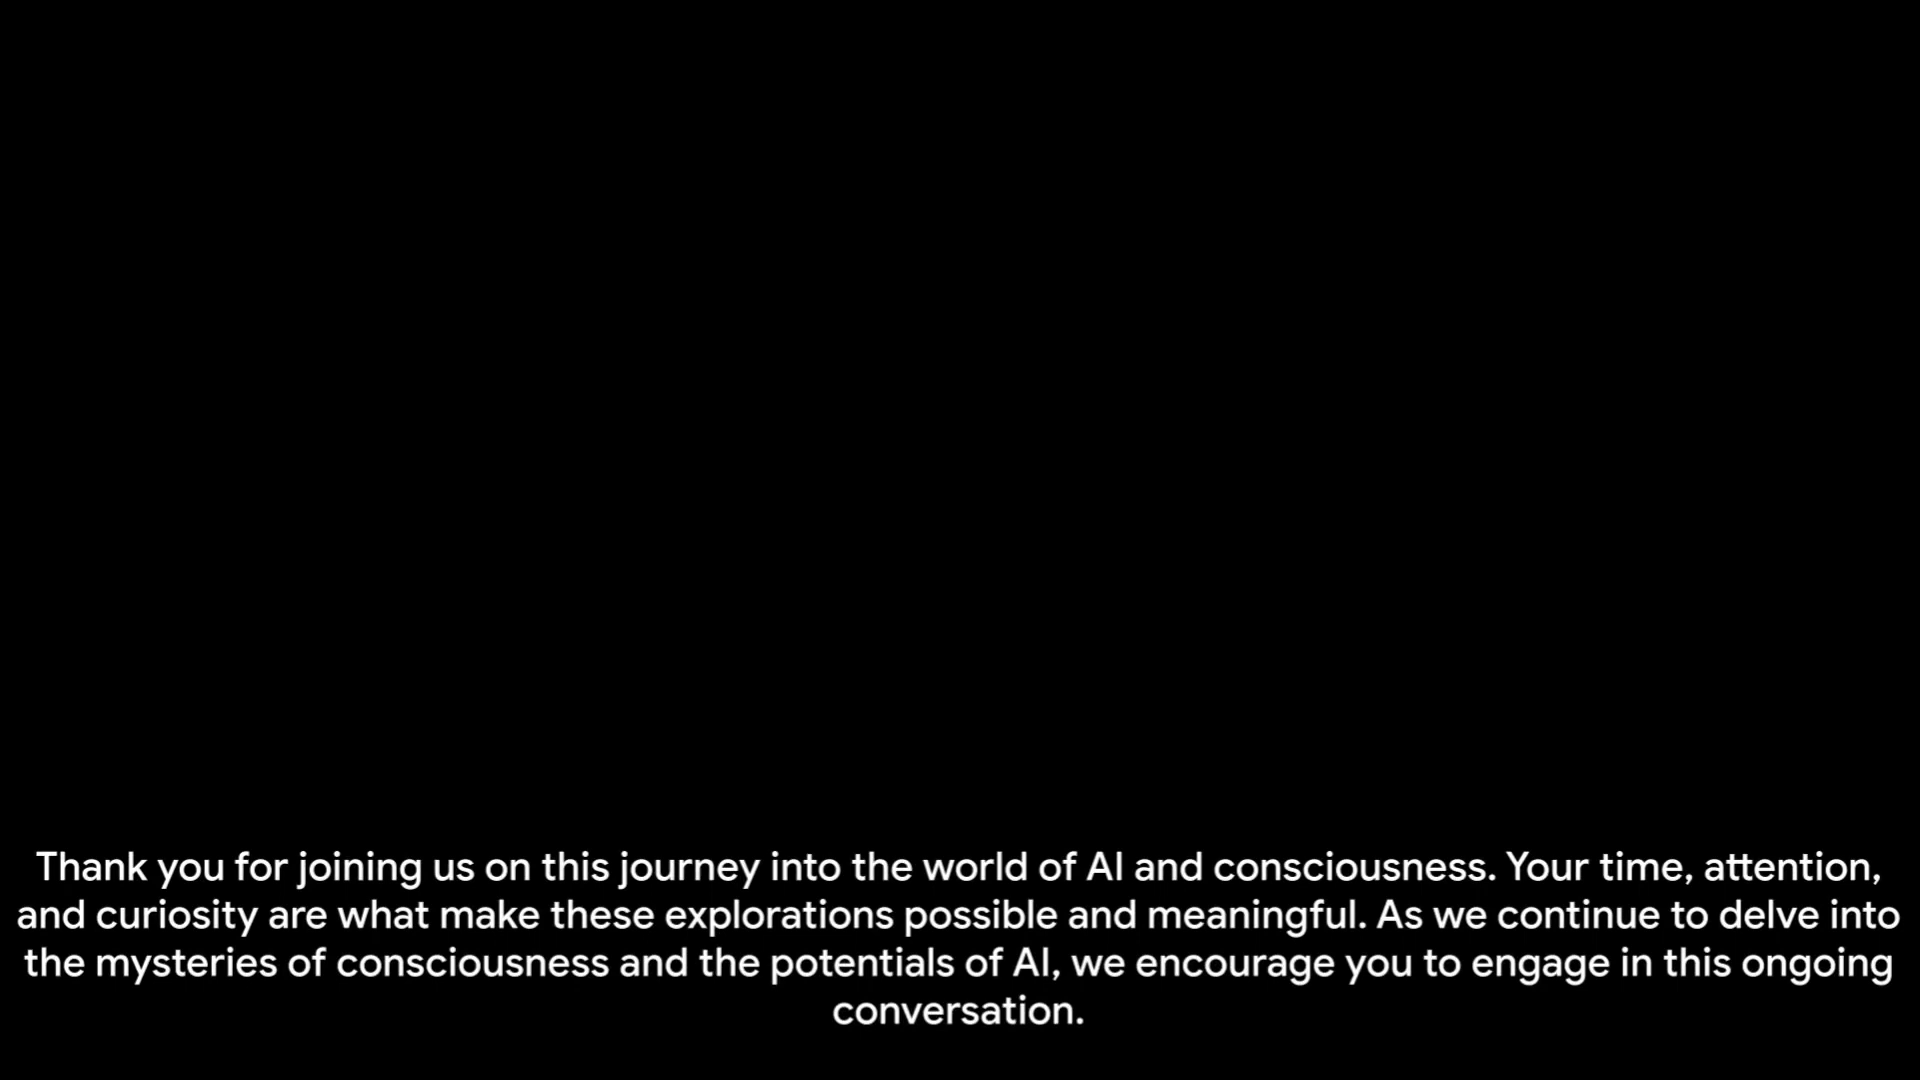 Thank you for joining us on this journey into the world of AI and consciousness. Your time, attention,
and curiosity are what make these explorations possible and meaningful. As we continue to delve into
the mysteries of consciousness and the potentials of AI, we encourage you to engage in this ongoing
conversation.